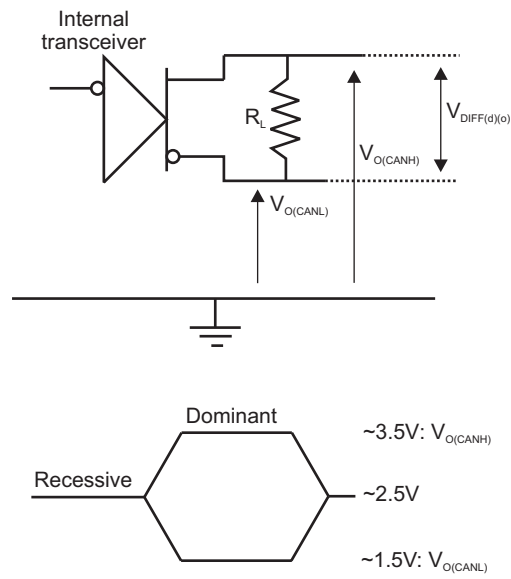 Internal
transceiver
R_L
V_DIFF(d)(o)
V_O(CANH)
V_O(CANL)
Dominant
~3.5V: V_O(CANH)
Recessive
~2.5V
~1.5V: V_O(CANL)